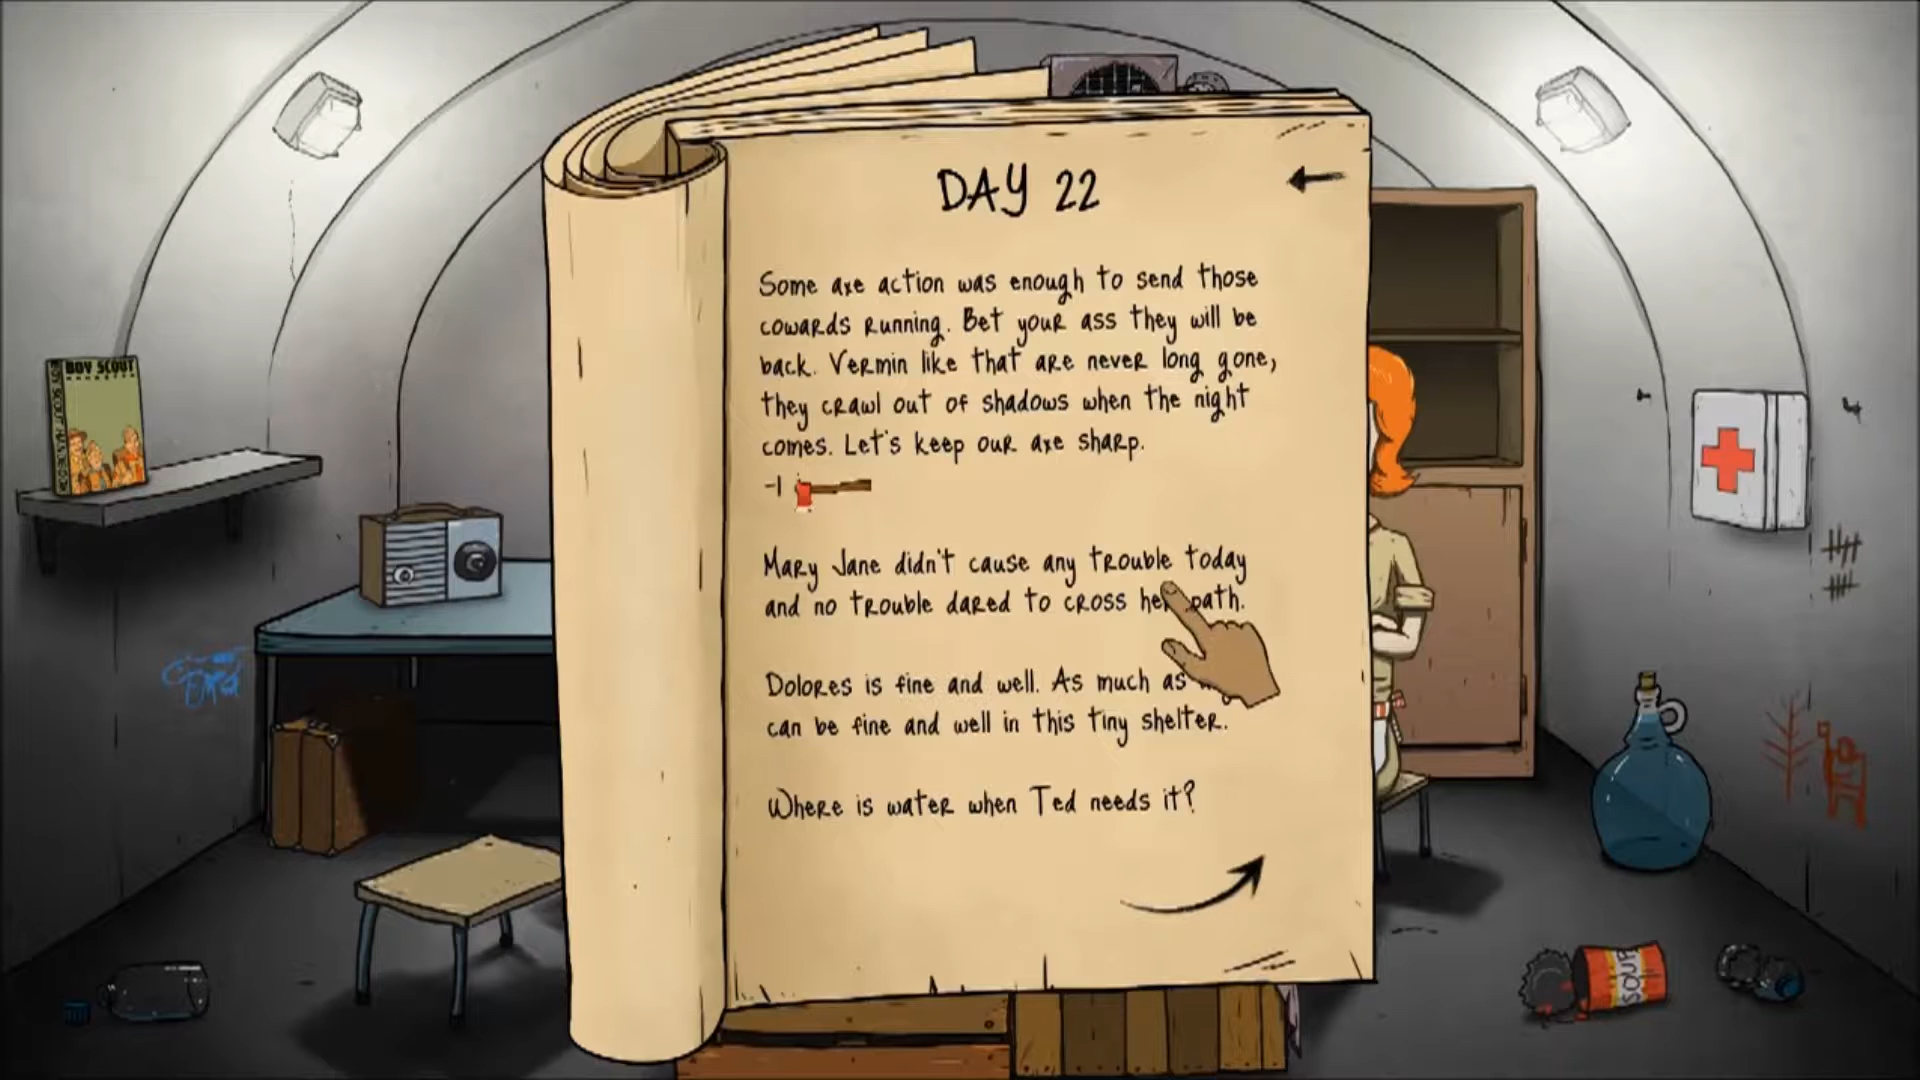 DAY 22
Some axe action was enough to send those
cowards running. Bet your ass they will be
back. Vermin like that are never long gone,
they crawl out of shadows when the night
comes. Let's keep our axe sharp.
-1
Mary Jane didn't cause any trouble today
and no trouble dared to cross her path.
Dolores is fine and well. As much as
can be fine and well in this tiny shelter.
Where is water when Ted needs it?
BOY SCOUT
SOUP